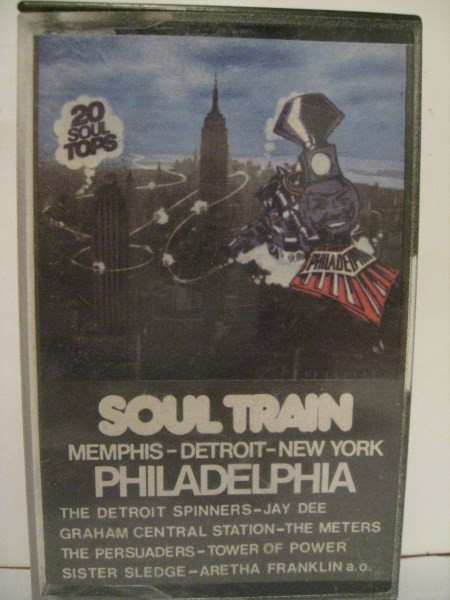 20
SOUL
TOPS
PHILADELPHIA
SOUL TRAIN
MEMPHIS - DETROIT - NEW YORK
PHILADELPHIA
THE DETROIT SPINNERS - JAY DEE
GRAHAM CENTRAL STATION - THE METERS
THE PERSUADERS - TOWER OF POWER
SISTER SLEDGE - ARETHA FRANKLIN a.o.